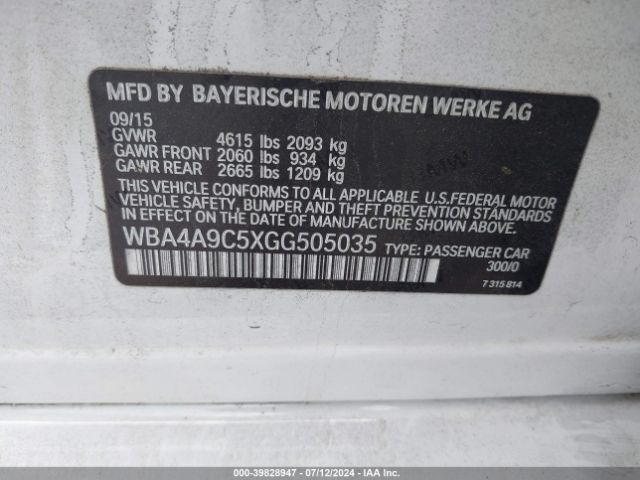 MFD BY BAYERISCHE MOTOREN WERKE AG
09/15
GVWR 4615 lbs 2093 kg
GAWR FRONT 2060 lbs 934 kg
GAWR REAR 2665 lbs 1209 kg
THIS VEHICLE CONFORMS TO ALL APPLICABLE U.S.FEDERAL MOTOR
VEHICLE SAFETY, BUMPER, AND THEFT PREVENTION STANDARDS
IN EFFECT ON THE DATE OF MANUFACTURE SHOWN ABOVE.
WBA4A9C5XGG505035 TYPE: PASSENGER CAR
300/0
7 315 814
000-39828947 - 07/12/2024 - IAA Inc.